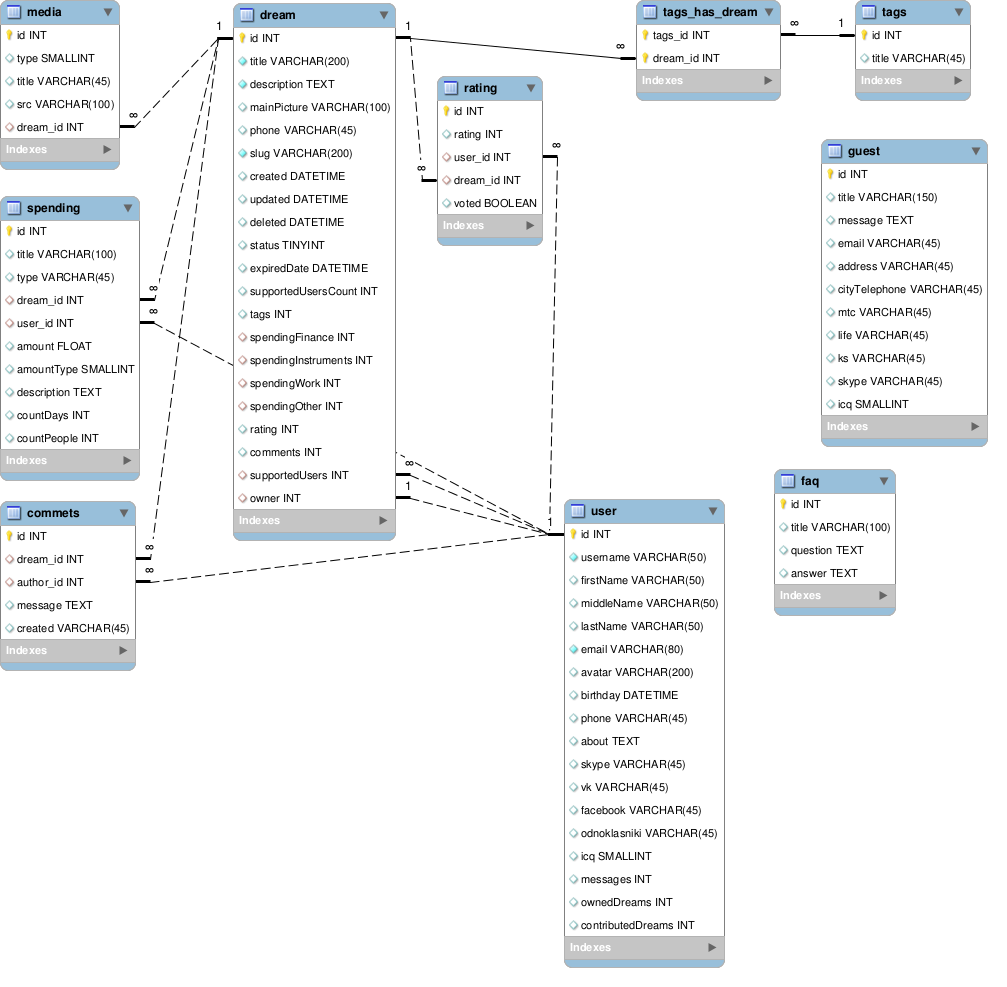 media
id INT
type SMALLINT
title VARCHAR(45)
src VARCHAR(100)
dream_id INT
Indexes
∞
1
spending
id INT
title VARCHAR(100)
type VARCHAR(45)
dream_id INT
user_id INT
amount FLOAT
amountType SMALLINT
description TEXT
countDays INT
countPeople INT
Indexes
∞
∞
commets
id INT
dream_id INT
author_id INT
message TEXT
created VARCHAR(45)
Indexes
∞
∞
dream
id INT
title VARCHAR(200)
description TEXT
mainPicture VARCHAR(100)
phone VARCHAR(45)
slug VARCHAR(200)
created DATETIME
updated DATETIME
deleted DATETIME
status TINYINT
expiredDate DATETIME
supportedUsersCount INT
tags INT
spendingFinance INT
spendingInstruments INT
spendingWork INT
spendingOther INT
rating INT
comments INT
supportedUsers INT
owner INT
Indexes
1
∞
1
rating
id INT
rating INT
user_id INT
dream_id INT
voted BOOLEAN
Indexes
∞
∞
tags_has_dream
tags_id INT
dream_id INT
Indexes
∞
∞
1
tags
id INT
title VARCHAR(45)
Indexes
guest
id INT
title VARCHAR(150)
message TEXT
email VARCHAR(45)
address VARCHAR(45)
cityTelephone VARCHAR(45)
mtc VARCHAR(45)
life VARCHAR(45)
ks VARCHAR(45)
skype VARCHAR(45)
icq SMALLINT
Indexes
faq
id INT
title VARCHAR(100)
question TEXT
answer TEXT
Indexes
1
user
id INT
username VARCHAR(50)
firstName VARCHAR(50)
middleName VARCHAR(50)
lastName VARCHAR(50)
email VARCHAR(80)
avatar VARCHAR(200)
birthday DATETIME
phone VARCHAR(45)
about TEXT
skype VARCHAR(45)
vk VARCHAR(45)
facebook VARCHAR(45)
odnoklasniki VARCHAR(45)
icq SMALLINT
messages INT
ownedDreams INT
contributedDreams INT
Indexes